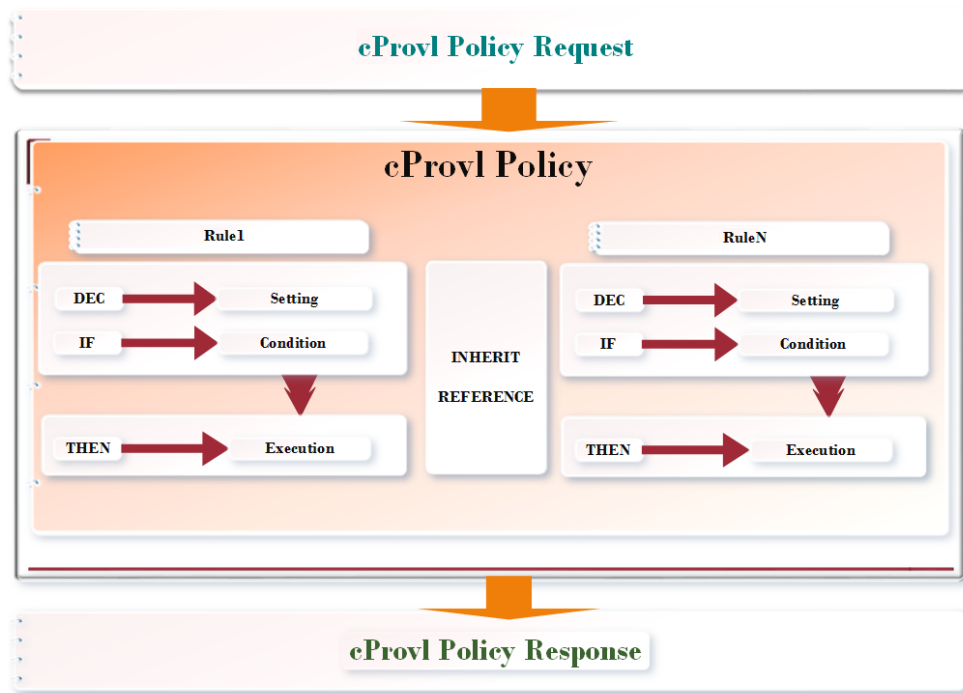 cProvl Policy Request
cProvl Policy
Rule1
DEC
Setting
IF
Condition
THEN
Execution
INHERIT
REFERENCE
RuleN
DEC
Setting
IF
Condition
THEN
Execution
cProvl Policy Response